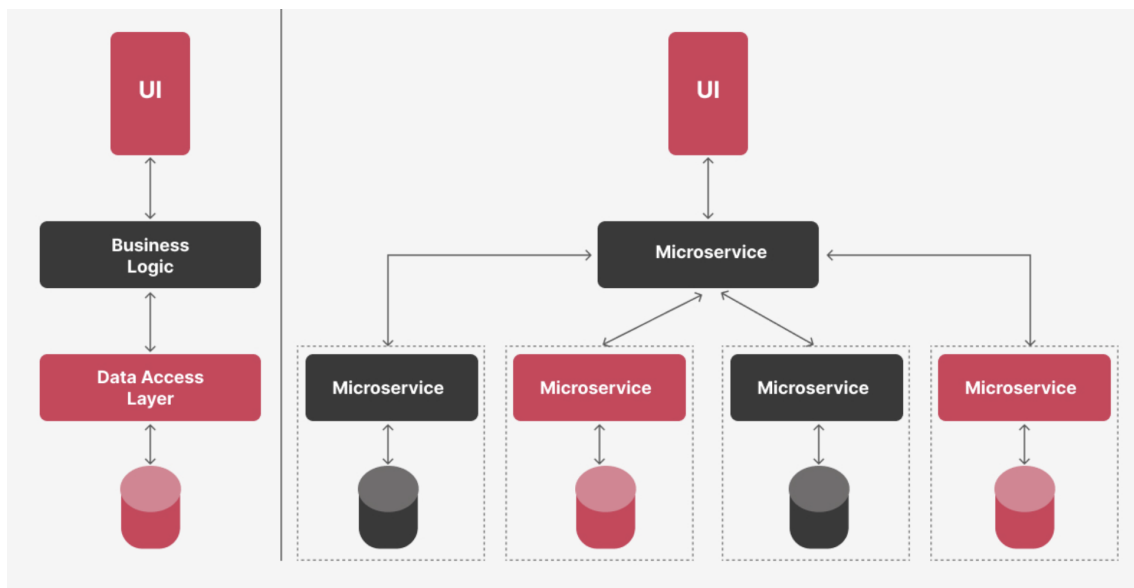 UI
Business
Logic
Data Access
Layer
UI
Microservice
Microservice
Microservice
Microservice
Microservice